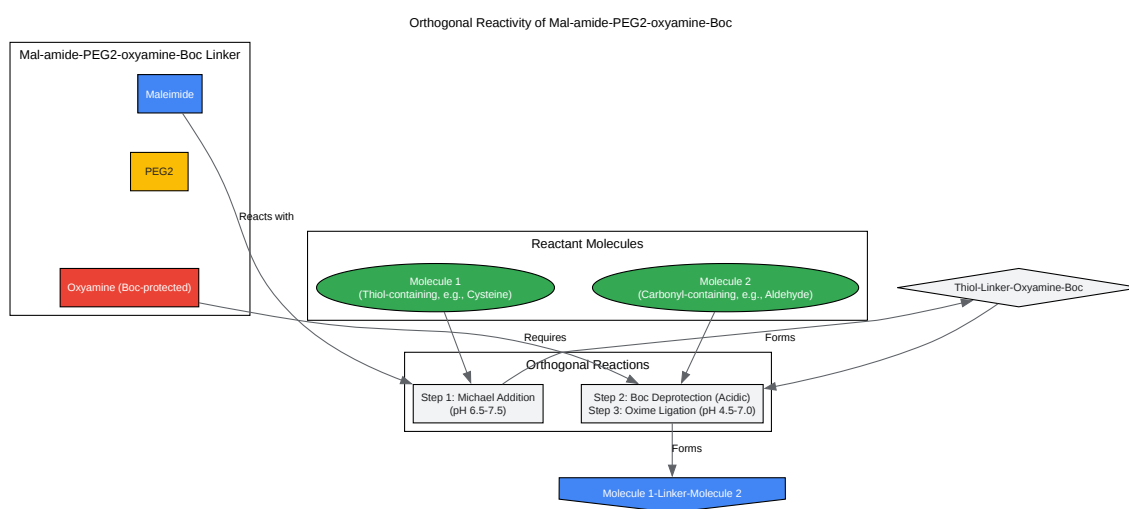 Orthogonal Reactivity of Mal-amide-PEG2-oxyamine-Boc
Mal-amide-PEG2-oxyamine-Boc Linker
Maleimide
PEG2
Reacts with
Oxyamine (Boc-protected)
Reactant Molecules
Molecule 1
(Thiol-containing, e.g., Cysteine)
Molecule 2
(Carbonyl-containing, e.g., Aldehyde)
Thiol-Linker-Oxyamine-Boc
Requires
Forms
Orthogonal Reactions
Step 1: Michael Addition
(pH 6.5-7.5)
Step 2: Boc Deprotection (Acidic)
Step 3: Oxime Ligation (pH 4.5-7.0)
Forms
Molecule 1-Linker-Molecule 2